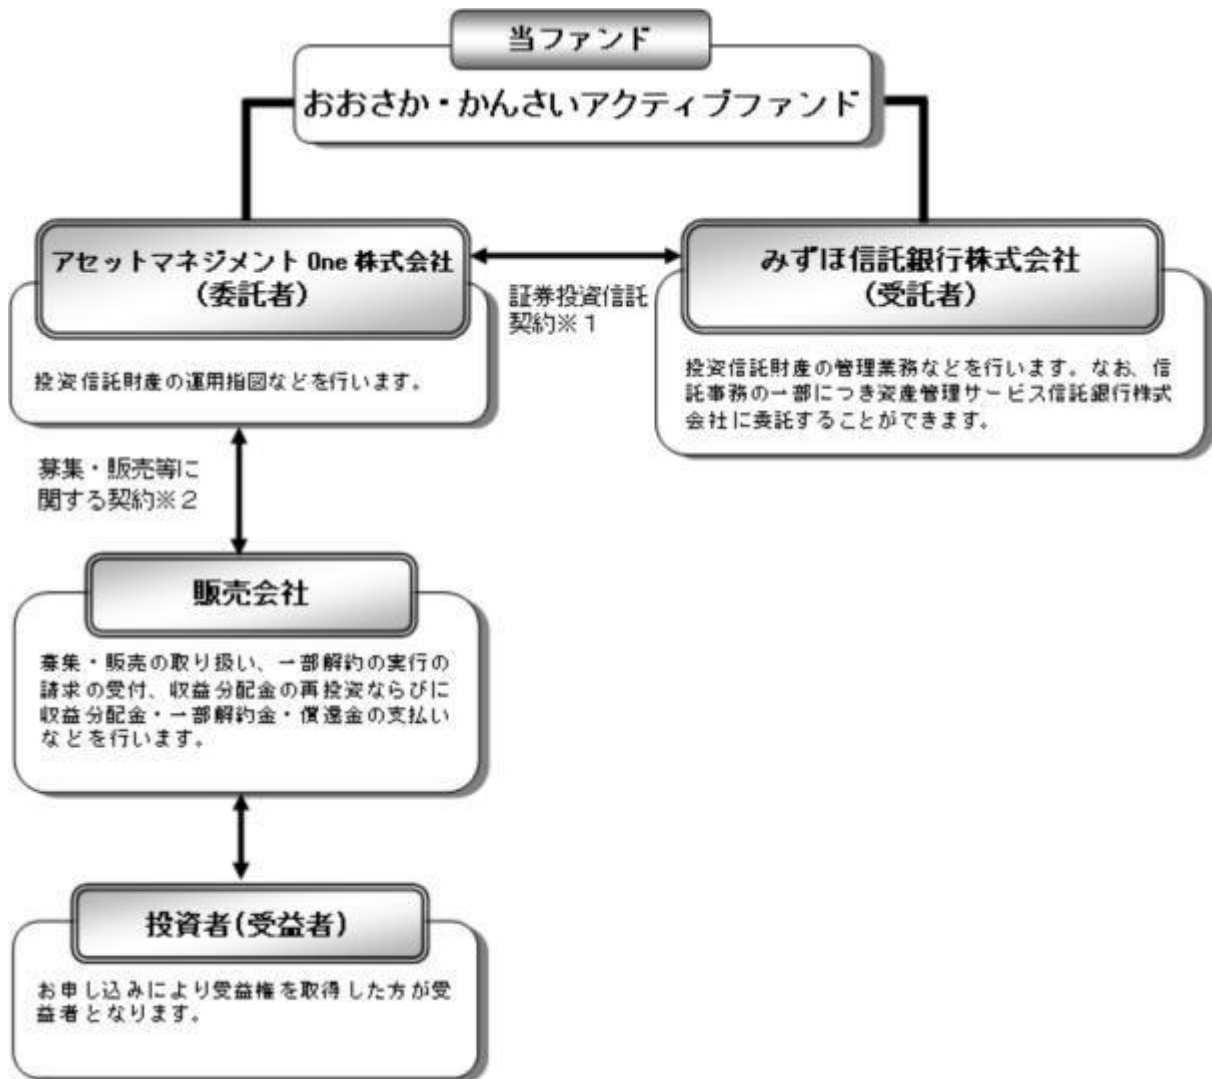 当ファンド
おおさか・かんさいアクティブファンド
アセットマネジメント One 株式会社
(委託者)
投資信託財産の運用指図などを行います。
証券投資信託
契約※1
みずほ信託銀行株式会社
(受託者)
投資信託財産の管理業務などを行います。なお、信
託事務の一部につき資産管理サービス信託銀行株式
会社に委託することができます。
募集・販売等に
関する契約※2
販売会社
募集・販売の取り扱い、一部解約の実行の
請求の受付、収益分配金の再投資ならびに
収益分配金・一部解約金・償還金の支払い
などを行います。
投資者(受益者)
お申し込みにより受益権を取得した方が受
益者となります。